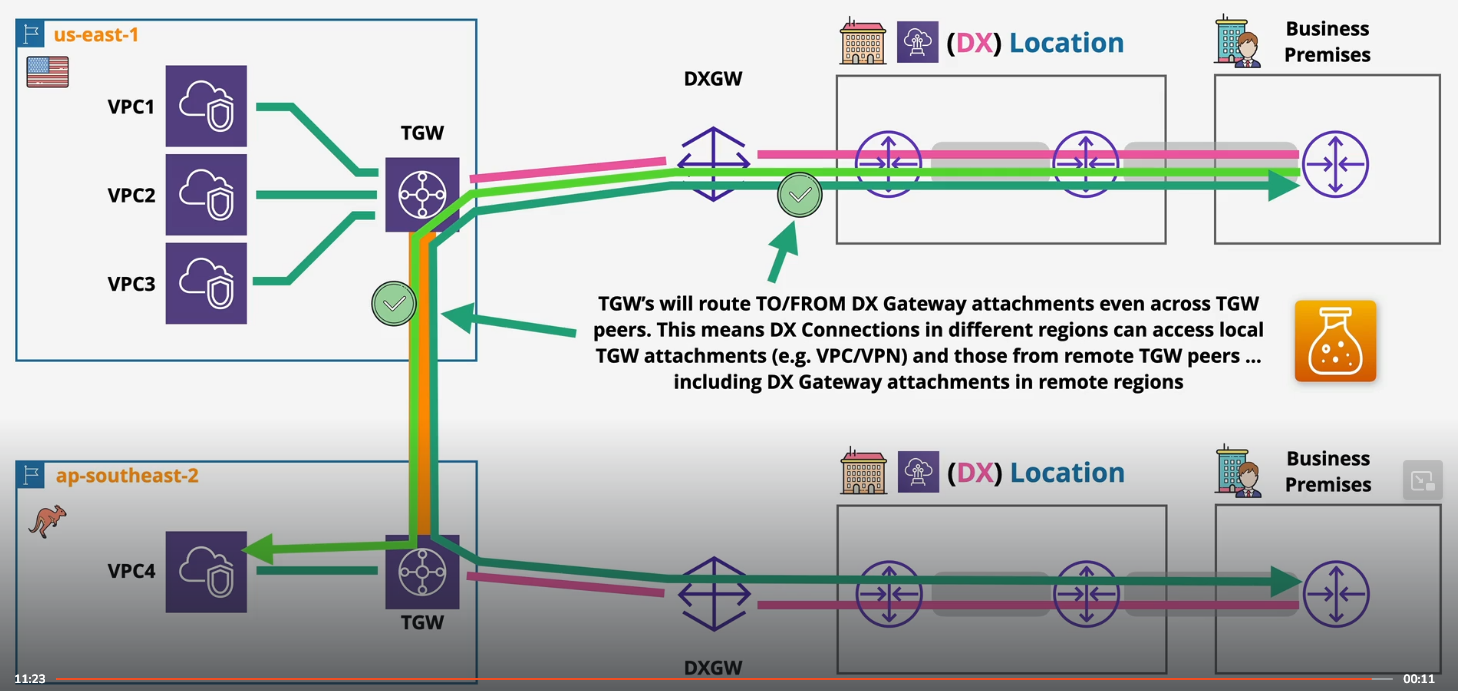 us-east-1
VPC1
VPC2
VPC3
TGW
DXGW
(DX) Location
Business
Premises
TGW’s will route TO/FROM DX Gateway attachments even across TGW
peers. This means DX Connections in different regions can access local
TGW attachments (e.g. VPC/VPN) and those from remote TGW peers ...
including DX Gateway attachments in remote regions
ap-southeast-2
VPC4
TGW
DXGW
(DX) Location
Business
Premises
11:23
00:11